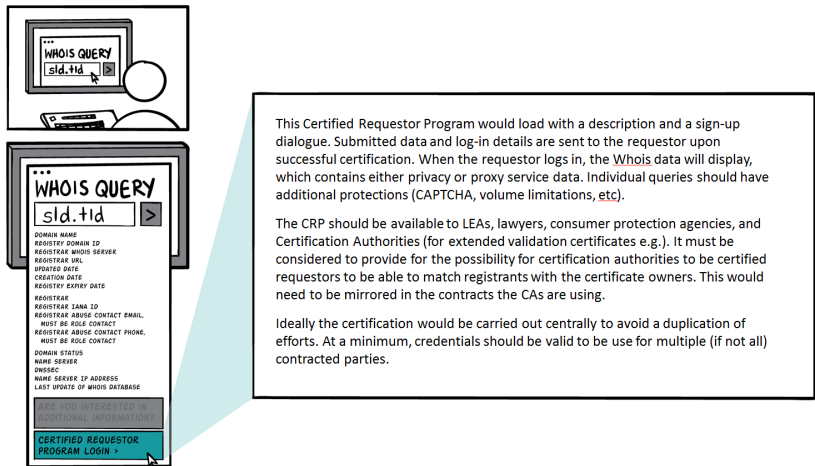 WHOIS QUERY
sld.tld >
WHOIS QUERY
sld.tld >
DOMAIN NAME
REGISTRY DOMAIN ID
REGISTRAR WHOIS SERVER
REGISTRAR URL
UPDATED DATE
CREATION DATE
REGISTRY EXPIRY DATE
REGISTRAR
REGISTRAR IANA ID
REGISTRAR ABUSE CONTACT EMAIL,
MUST BE ROLE CONTACT
REGISTRAR ABUSE CONTACT PHONE,
MUST BE ROLE CONTACT
DOMAIN STATUS
NAME SERVER
DNSSEC
NAME SERVER IP ADDRESS
LAST UPDATE OF WHOIS DATABASE
ARE YOU INTERESTED IN
ADDITIONAL INFORMATION?
CERTIFIED REQUESTOR
PROGRAM LOGIN >
This Certified Requestor Program would load with a description and a sign-up
dialogue. Submitted data and log-in details are sent to the requestor upon
successful certification. When the requestor logs in, the Whois data will display,
which contains either privacy or proxy service data. Individual queries should have
additional protections (CAPTCHA, volume limitations, etc).
The CRP should be available to LEAs, lawyers, consumer protection agencies, and
Certification Authorities (for extended validation certificates e.g.). It must be
considered to provide for the possibility for certification authorities to be certified
requestors to be able to match registrants with the certificate owners. This would
need to be mirrored in the contracts the CAs are using.
Ideally the certification would be carried out centrally to avoid a duplication of
efforts. At a minimum, credentials should be valid to be use for multiple (if not all)
contracted parties.